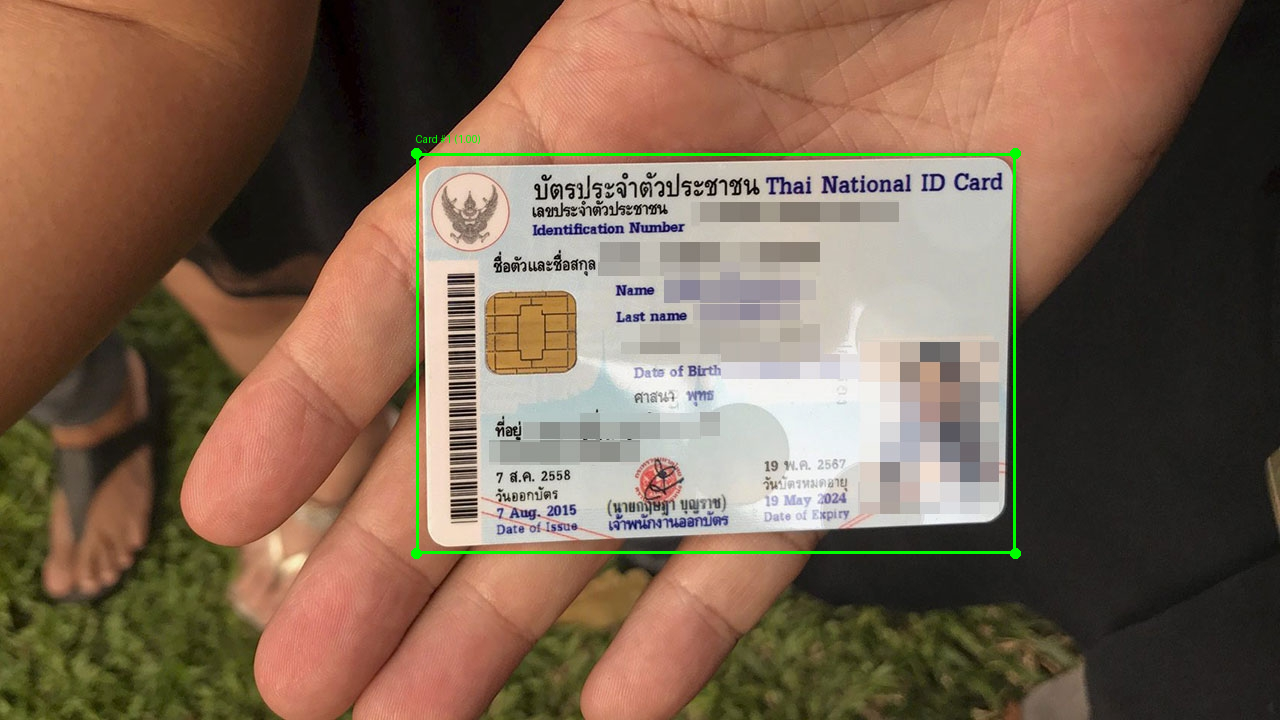 Card #
บัตรประจำตัวประชาชน Thai National ID Card
เลขประจำตัวประชาชน
Identification Number
ชื่อตัวและชื่อสกุล
Name
Last name
Date of Birth
ศาสนา พุทธ
ที่อยู่
7 ส.ค. 2558
วันออกบัตร
7 Aug. 2015
Date of Issue
(นายกฤษฎา บุญราช)
เจ้าพนักงานออกบัตร
19 พ.ค. 2567
วันบัตรหมดอายุ
19 May 2024
Date of Expiry